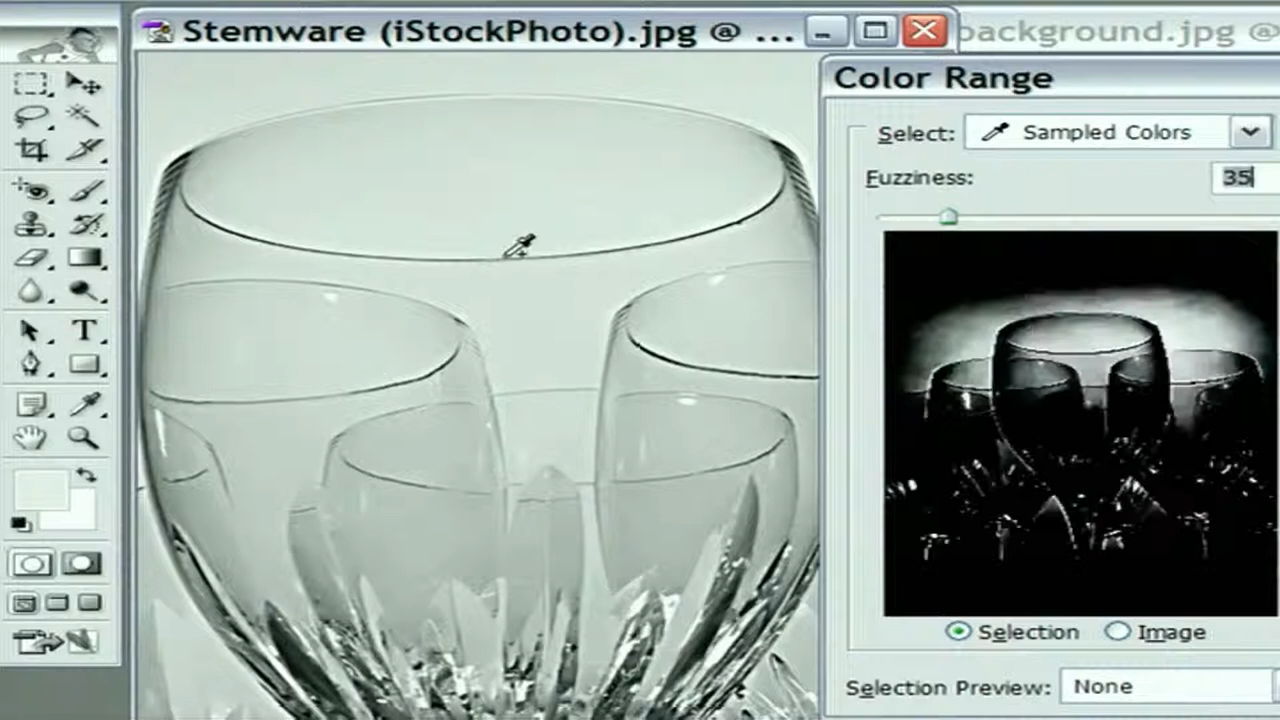 Stemware (iStockPhoto).jpg @ ...
background.jpg @
Color Range
Select: Sampled Colors
Fuzziness: 35
Selection Image
Selection Preview: None
T